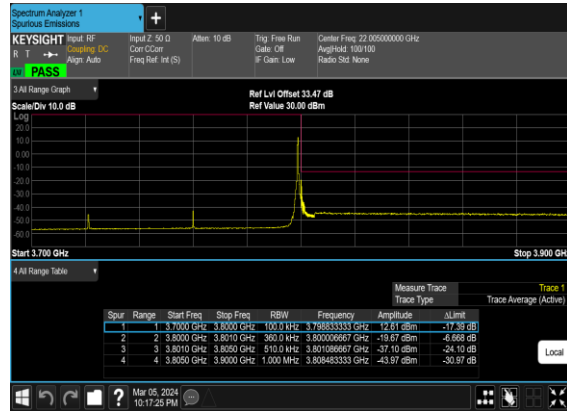 Spectrum Analyzer 1
Spurious Emissions
KEYSIGHT Input: RF Input Z: 50 Ω Atten: 10 dB Trig: Free Run Center Freq: 22.005000000 GHz
R T Coupling: DC Corr CCorr Gate: Off Avg|Hold: 100/100
Align: Auto Freq Ref: Int (S) IF Gain: Low Radio Std: None
PASS
3 All Range Graph
Ref Lvl Offset 33.47 dB
Scale/Div 10.0 dB Ref Value 30.00 dBm
Log
20.0
10.0
0.00
-10.0
-20.0
-30.0
-40.0
-50.0
-60.0
Start 3.700 GHz Stop 3.900 GHz
4 All Range Table
Measure Trace Trace 1
Trace Type Trace Average (Active)
Spur Range Start Freq Stop Freq RBW Frequency Amplitude ΔLimit
1 1 3.7000 GHz 3.8000 GHz 100.0 kHz 3.798833333 GHz 12.61 dBm -17.39 dB
2 2 3.8000 GHz 3.8010 GHz 360.0 kHz 3.800006667 GHz -19.67 dBm -6.668 dB
3 3 3.8010 GHz 3.8050 GHz 510.0 kHz 3.801086667 GHz -37.10 dBm -24.10 dB
4 4 3.8050 GHz 3.9000 GHz 1.000 MHz 3.808483333 GHz -43.97 dBm -30.97 dB
Local
Mar 05, 2024
10:17:25 PM